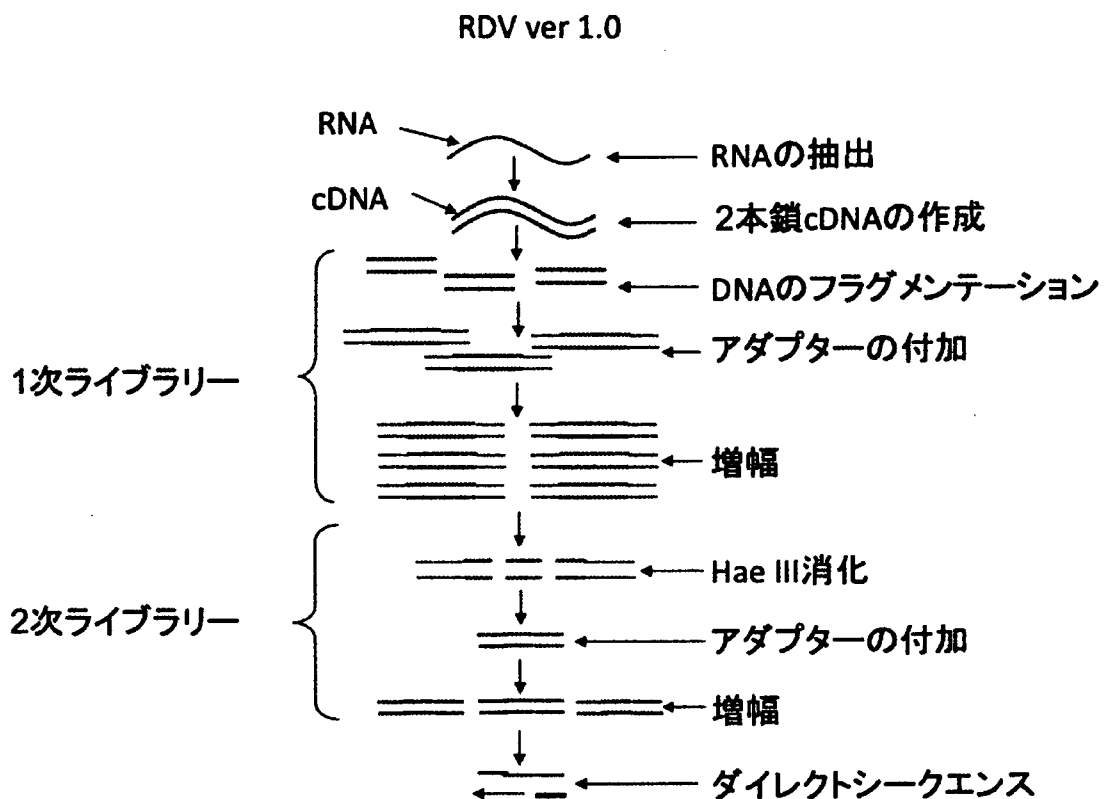 RDV ver 1.0
RNA
RNAの抽出
cDNA
2本鎖cDNAの作成
DNAのフラグメンテーション
アダプターの付加
1次ライブラリー
増幅
Hae III消化
2次ライブラリー
アダプターの付加
増幅
ダイレクトシークエンス